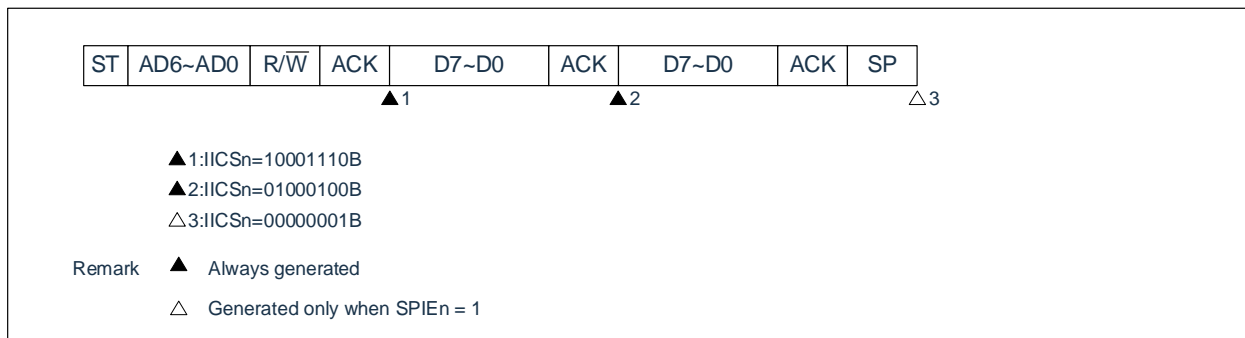 ST AD6~AD0 R/W̅ ACK D7~D0 ACK D7~D0 ACK SP
▲1 ▲2 △3
▲1:IICSn=10001110B
▲2:IICSn=01000100B
△3:IICSn=00000001B
Remark ▲ Always generated
△ Generated only when SPIEn = 1